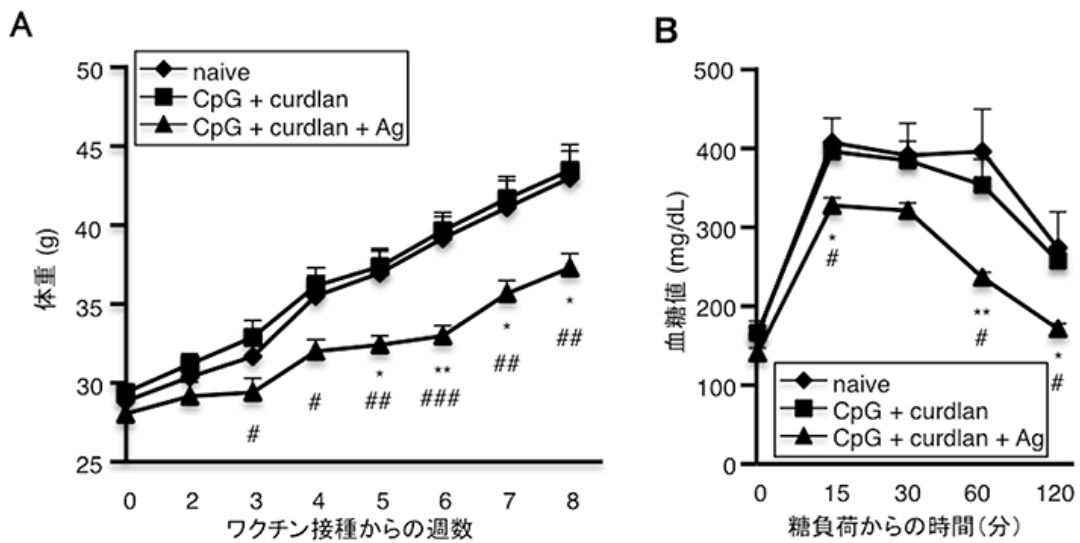 A
50
45
40
35
30
25
体重 (g)
naive
CpG + curdlan
CpG + curdlan + Ag
#
#
*
##
**
###
*
##
*
##
0 2 3 4 5 6 7 8
ワクチン接種からの週数
B
500
400
300
200
100
0
血糖値 (mg/dL)
*
#
**
#
*
#
naive
CpG + curdlan
CpG + curdlan + Ag
0 15 30 60 120
糖負荷からの時間(分)